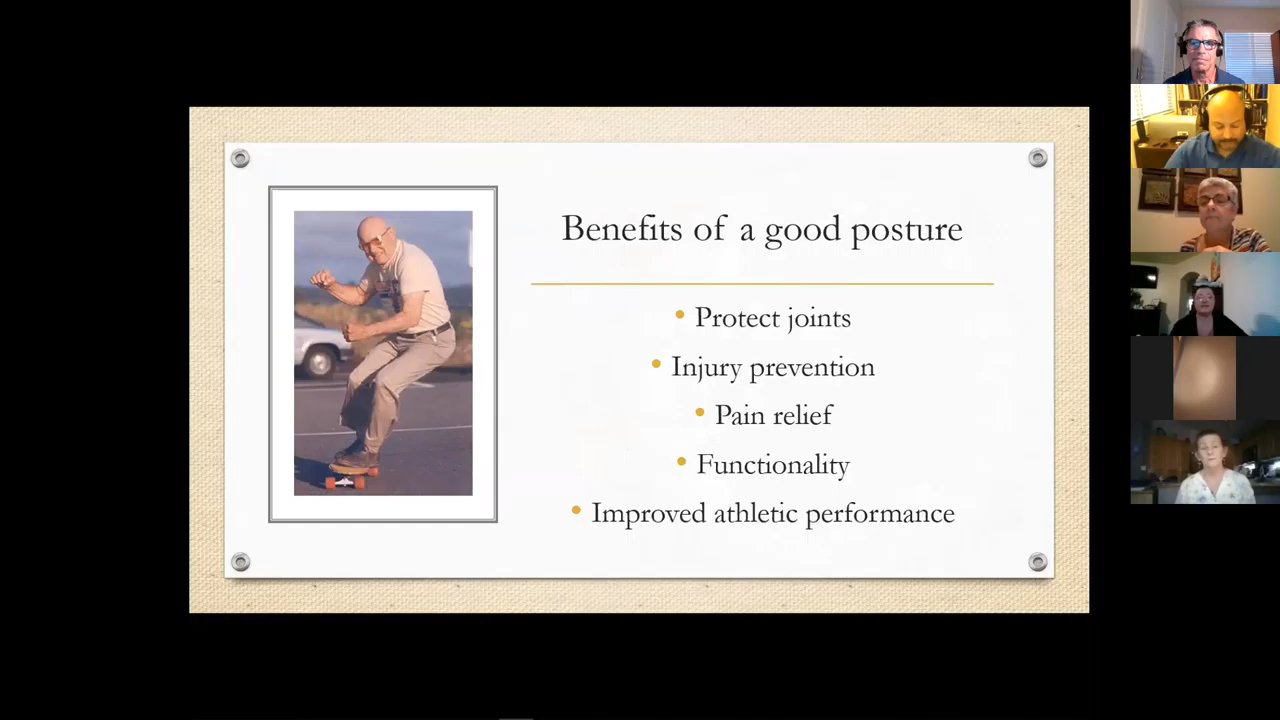 Benefits of a good posture
• Protect joints
• Injury prevention
• Pain relief
• Functionality
• Improved athletic performance